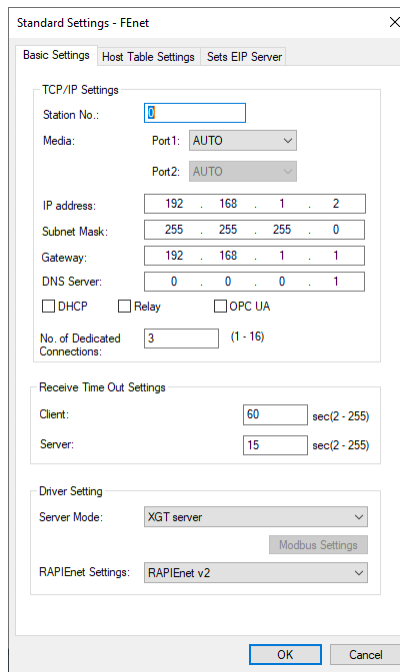 Standard Settings - FEnet
Basic Settings Host Table Settings Sets EIP Server
TCP/IP Settings
Station No.: 0
Media: Port1: AUTO
Port2: AUTO
IP address: 192 . 168 . 1 . 2
Subnet Mask: 255 . 255 . 255 . 0
Gateway: 192 . 168 . 1 . 1
DNS Server: 0 . 0 . 0 . 1
DHCP Relay OPC UA
No. of Dedicated
Connections: 3 (1 - 16)
Receive Time Out Settings
Client: 60 sec(2 - 255)
Server: 15 sec(2 - 255)
Driver Setting
Server Mode: XGT server
Modbus Settings
RAPIEnet Settings: RAPIEnet v2
OK Cancel